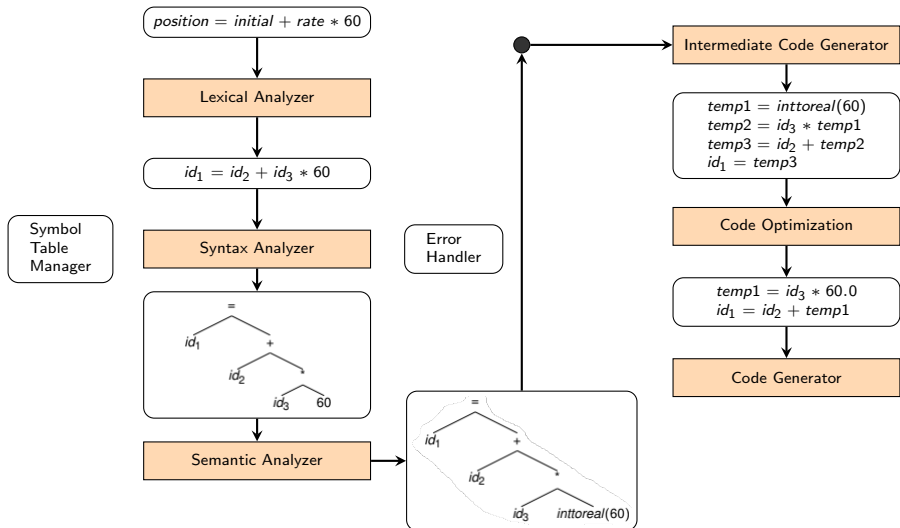 position = initial + rate * 60
Lexical Analyzer
id₁ = id₂ + id₃ * 60
Symbol
Table
Manager
Syntax Analyzer
=
id₁
+
id₂
*
id₃ 60
Semantic Analyzer
Error
Handler
=
id₁
+
id₂
*
id₃ inttoreal(60)
Intermediate Code Generator
temp1 = inttoreal(60)
temp2 = id₃ * temp1
temp3 = id₂ + temp2
id₁ = temp3
Code Optimization
temp1 = id₃ * 60.0
id₁ = id₂ + temp1
Code Generator